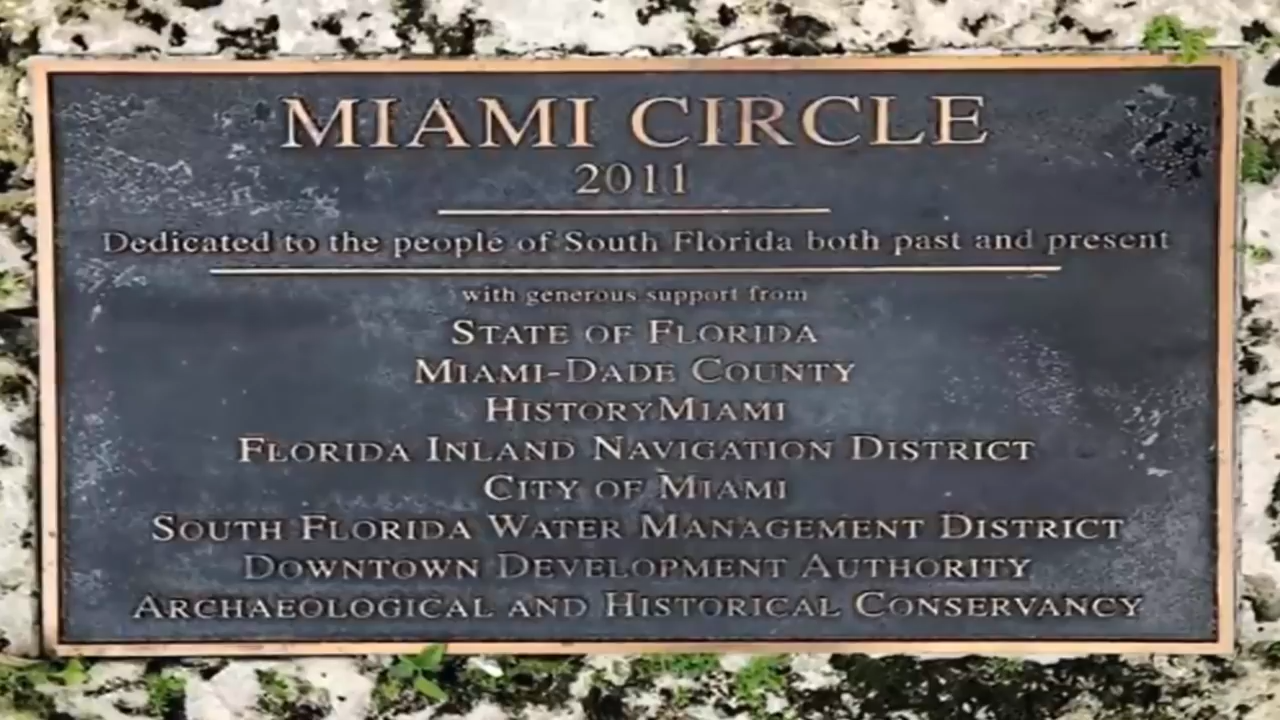 MIAMI CIRCLE
2011
Dedicated to the people of South Florida both past and present
with generous support from
STATE OF FLORIDA
MIAMI-DADE COUNTY
HISTORYMIAMI
FLORIDA INLAND NAVIGATION DISTRICT
CITY OF MIAMI
SOUTH FLORIDA WATER MANAGEMENT DISTRICT
DOWNTOWN DEVELOPMENT AUTHORITY
ARCHAEOLOGICAL AND HISTORICAL CONSERVANCY